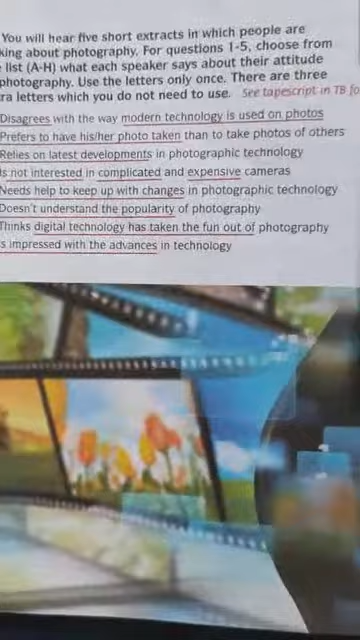 You will hear five short extracts in which people are
king about photography. For questions 1-5, choose from
list (A-H) what each speaker says about their attitude
photography. Use the letters only once. There are three
ra letters which you do not need to use. See tapescript in TB fo
Disagrees with the way modern technology is used on photos
Prefers to have his/her photo taken than to take photos of others
Relies on latest developments in photographic technology
Is not interested in complicated and expensive cameras
Needs help to keep up with changes in photographic technology
Doesn't understand the popularity of photography
Thinks digital technology has taken the fun out of photography
s impressed with the advances in technology